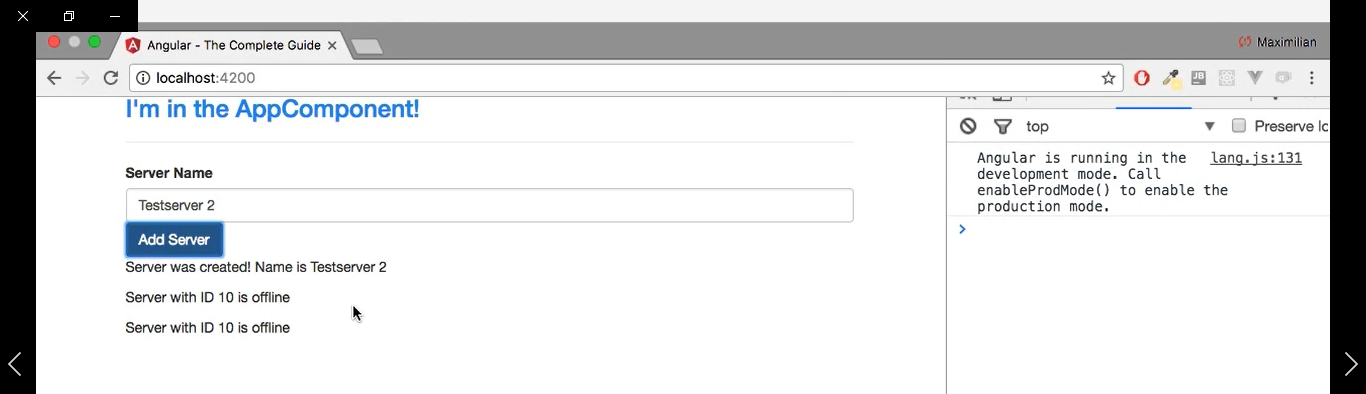 Angular - The Complete Guide
Maximilian
localhost:4200
I'm in the AppComponent!
top
Preserve lo
Server Name
Angular is running in the lang.js:131
development mode. Call
enableProdMode() to enable the
production mode.
Testserver 2
Add Server
Server was created! Name is Testserver 2
Server with ID 10 is offline
Server with ID 10 is offline